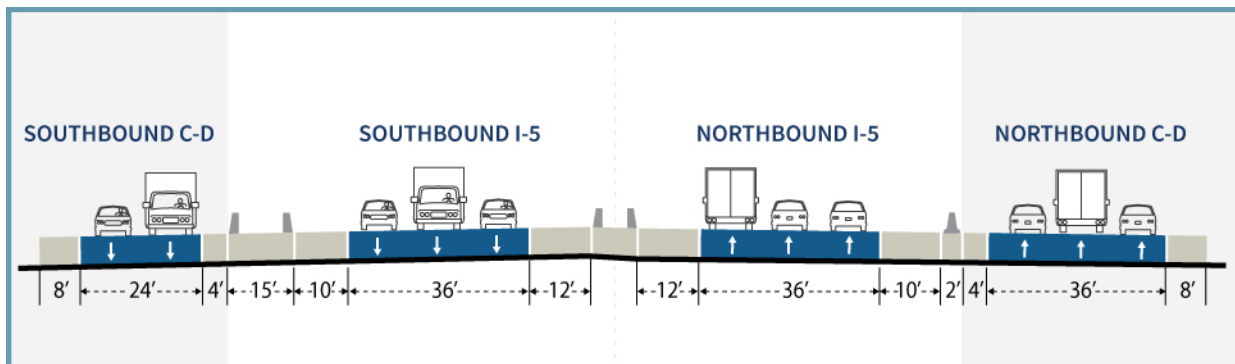 SOUTHBOUND C-D
SOUTHBOUND I-5
NORTHBOUND I-5
NORTHBOUND C-D
8’ 24’ 4’ 15’ 10’ 36’ 12’ 12’ 36’ 10’ 2’ 4’ 36’ 8’